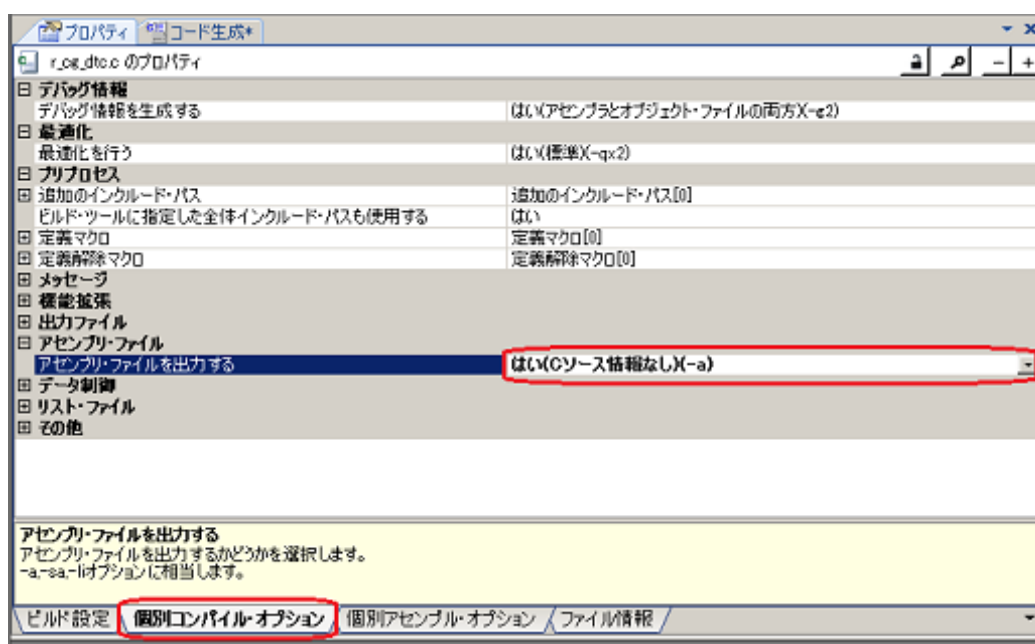 プロパティ コード生成*
r_cg_dtc.c のプロパティ
デバッグ情報
デバッグ情報を生成する はい(アセンブラとオブジェクト・ファイルの両方)(-g2)
最適化
最適化を行う はい(標準)(-qx2)
プリプロセス
追加のインクルード・パス 追加のインクルード・パス[0]
ビルド・ツールに指定した全体インクルード・パスも使用する はい
定義マクロ 定義マクロ[0]
定義解除マクロ 定義解除マクロ[0]
メッセージ
機能拡張
出力ファイル
アセンブリ・ファイル
アセンブリ・ファイルを出力する はい(Cソース情報なし)(-a)
データ制御
リスト・ファイル
その他
アセンブリ・ファイルを出力する
アセンブリ・ファイルを出力するかどうかを選択します。
-a,-sa,-liオプションに相当します。
ビルド設定 個別コンパイル・オプション 個別アセンブル・オプション ファイル情報